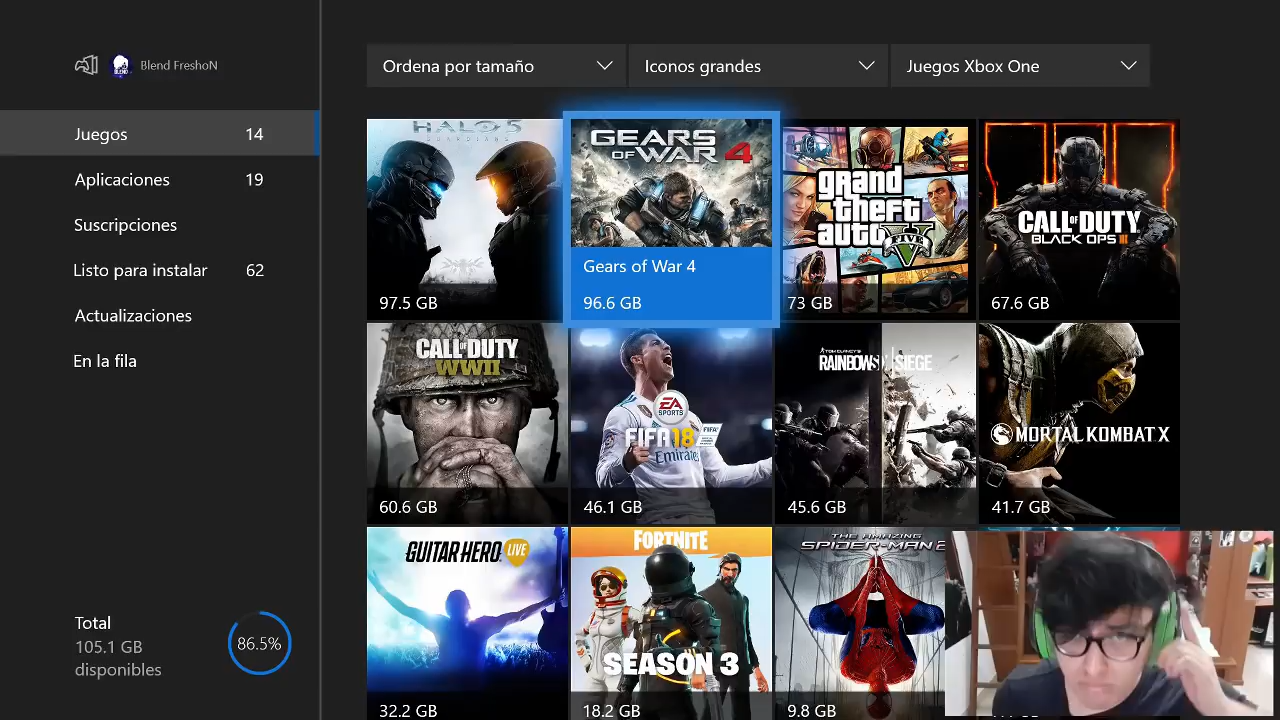 Blend FreshoN
Ordena por tamaño
Iconos grandes
Juegos Xbox One
Juegos 14
Aplicaciones 19
Suscripciones
Listo para instalar 62
Actualizaciones
En la fila
Total
105.1 GB
disponibles
86.5%
HALO 5
GUARDIANS
97.5 GB
GEARS
OF WAR 4
Gears of War 4
96.6 GB
grand
theft
auto
FIVE
73 GB
CALL OF DUTY
BLACK OPS III
67.6 GB
CALL OF DUTY
WWII
60.6 GB
EA
SPORTS
FIFA 18
Fly Emirates
46.1 GB
TOM CLANCY'S
RAINBOW SIX SIEGE
45.6 GB
MORTAL KOMBAT X
41.7 GB
GUITAR HERO LIVE
32.2 GB
FORTNITE
SEASON 3
18.2 GB
THE AMAZING
SPIDER-MAN 2
9.8 GB